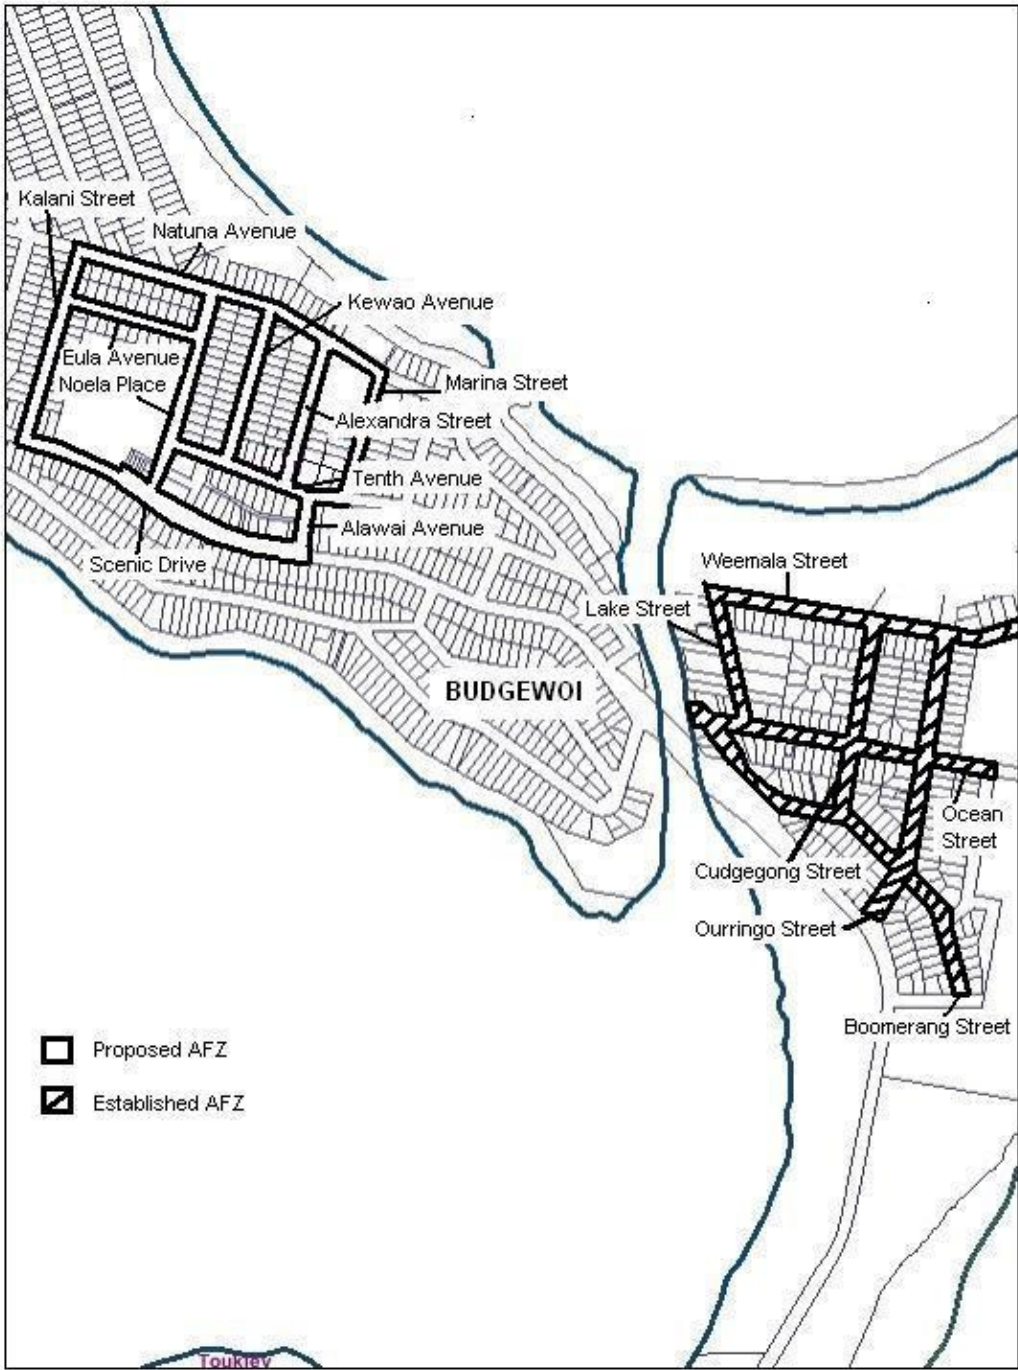 Kalani Street
Natuna Avenue
Kewao Avenue
Eula Avenue
Noela Place
Marina Street
Alexandra Street
Tenth Avenue
Alawai Avenue
Scenic Drive
Weemala Street
Lake Street
BUDGEWOI
Ocean
Street
Cudgegong Street
Ourringo Street
Boomerang Street
Proposed AFZ
Established AFZ
Toukley